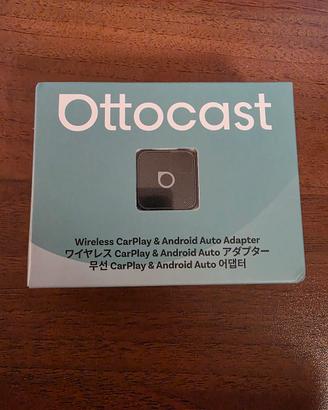 Ottocast
Wireless CarPlay & Android Auto Adapter
ワイヤレス CarPlay & Android Auto アダプター
무선 CarPlay & Android Auto 어댑터